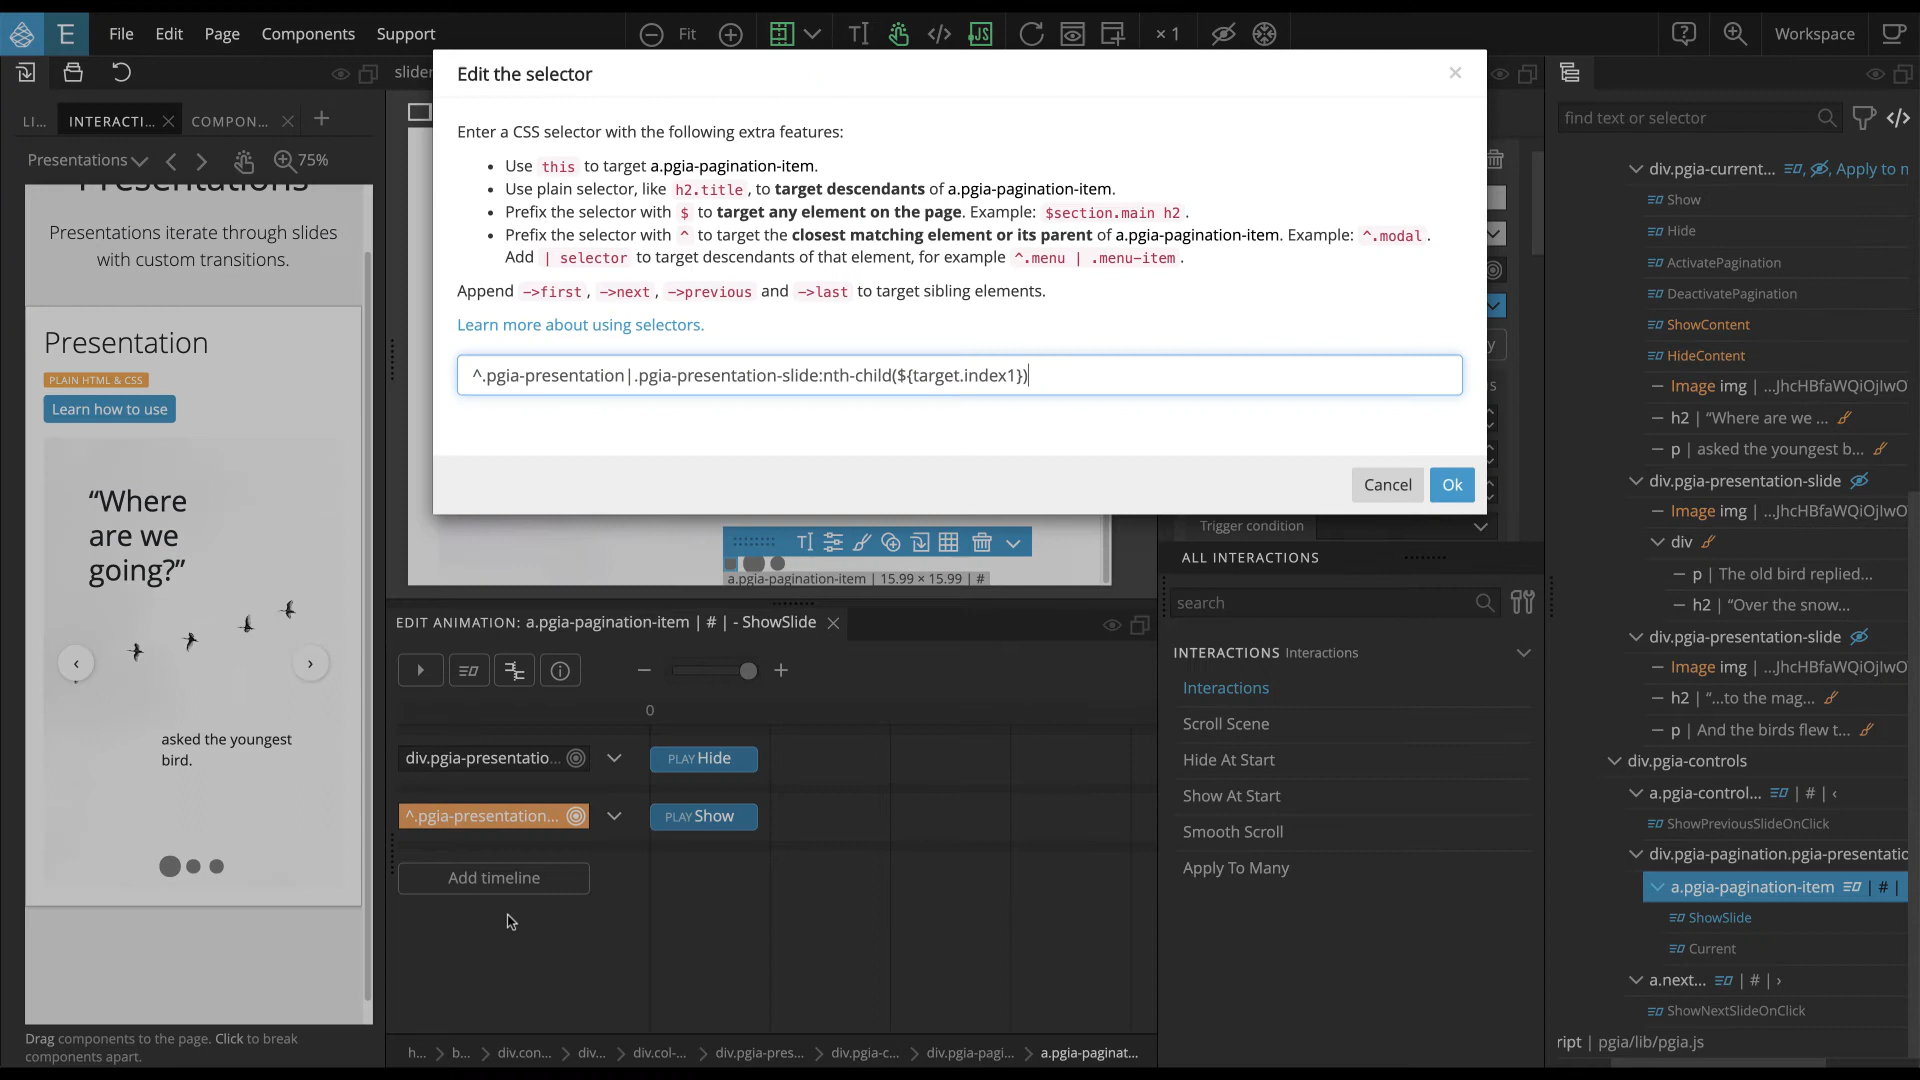 E File Edit Page Components Support Fit × 1 Workspace
slider
LI... INTERACTI... COMPON...
Presentations 75%
Presentations
Presentations iterate through slides
with custom transitions.
Presentation
PLAIN HTML & CSS
Learn how to use
“Where
are we
going?”
asked the youngest
bird.
Drag components to the page. Click to break
components apart.
Edit the selector
Enter a CSS selector with the following extra features:
• Use this to target a.pgia-pagination-item.
• Use plain selector, like h2.title, to target descendants of a.pgia-pagination-item.
• Prefix the selector with $ to target any element on the page. Example: $section.main h2.
• Prefix the selector with ^ to target the closest matching element or its parent of a.pgia-pagination-item. Example: ^.modal.
Add | selector to target descendants of that element, for example ^.menu | .menu-item.
Append ->first, ->next, ->previous and ->last to target sibling elements.
Learn more about using selectors.
^.pgia-presentation|.pgia-presentation-slide:nth-child(${target.index1})
Cancel Ok
a.pgia-pagination-item | 15.99 × 15.99 | #
EDIT ANIMATION: a.pgia-pagination-item | # | - ShowSlide
0
div.pgia-presentatio... PLAY Hide
^.pgia-presentation... PLAY Show
Add timeline
h... b... div.con... div... div.col-... div.pgia-pres... div.pgia-c... div.pgia-pagi... a.pgia-paginat...
Trigger condition
ALL INTERACTIONS
search
INTERACTIONS Interactions
Interactions
Scroll Scene
Hide At Start
Show At Start
Smooth Scroll
Apply To Many
find text or selector
div.pgia-current... , , Apply to m
Show
Hide
ActivatePagination
DeactivatePagination
ShowContent
HideContent
Image img | ...JhcHBfaWQiOjIwO
h2 | “Where are we ...
p | asked the youngest b...
div.pgia-presentation-slide
Image img | ...JhcHBfaWQiOjIwO
div
p | The old bird replied...
h2 | “Over the snow...
div.pgia-presentation-slide
Image img | ...JhcHBfaWQiOjIwO
h2 | “...to the mag...
p | And the birds flew t...
div.pgia-controls
a.pgia-control... | # | ‹
ShowPreviousSlideOnClick
div.pgia-pagination.pgia-presentatio
a.pgia-pagination-item | # |
ShowSlide
Current
a.next... | # | ›
ShowNextSlideOnClick
ript | pgia/lib/pgia.js